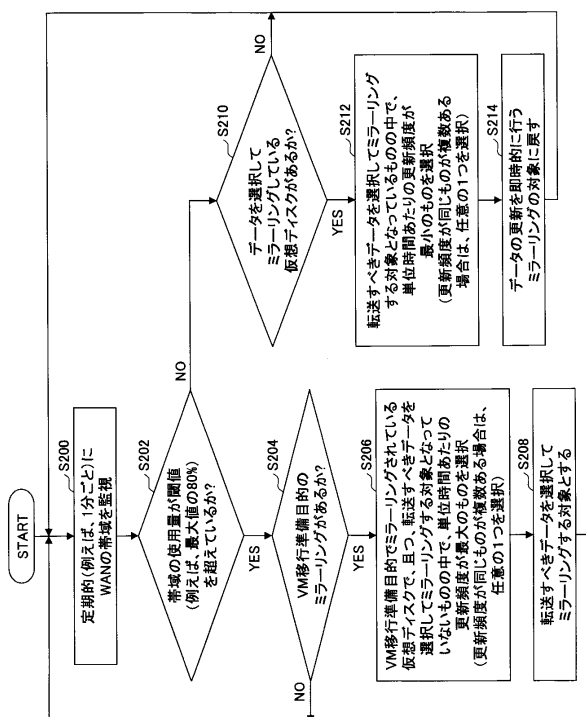 START
S200
定期的(例えば、1分ごと)に
WANの帯域を監視
S202
帯域の使用量が閾値
(例えば、最大値の80%)
を超えているか?
NO
YES
S204
VM移行準備目的の
ミラーリングがあるか?
NO
YES
S206
VM移行準備目的でミラーリングされている
仮想ディスクで、且つ、転送すべきデータを
選択してミラーリングする対象となって
いないものの中で、単位時間あたりの
更新頻度が最大のものを選択
(更新頻度が同じものが複数ある場合は、
任意の1つを選択)
S208
転送すべきデータを選択して
ミラーリングする対象とする
S210
データを選択して
ミラーリングしている
仮想ディスクがあるか?
NO
YES
S212
転送すべきデータを選択してミラーリング
する対象となっているものの中で、
単位時間あたりの更新頻度が
最小のものを選択
(更新頻度が同じものが複数ある
場合は、任意の1つを選択)
S214
データの更新を即時的に行う
ミラーリングの対象に戻す